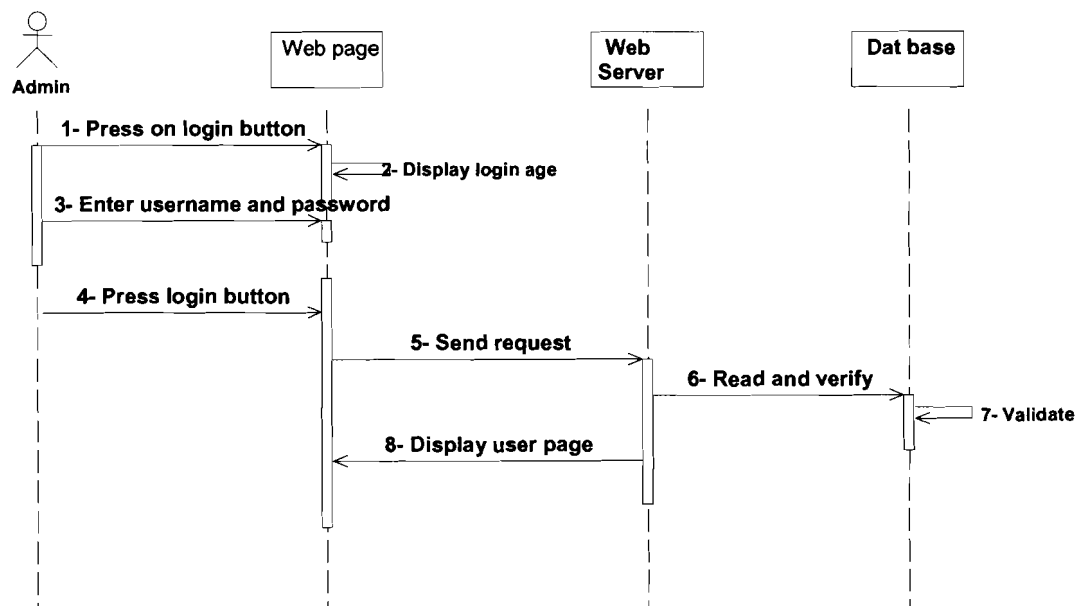 Admin
Web page
Web
Server
Dat base
1- Press on login button
2- Display login age
3- Enter username and password
4- Press login button
5- Send request
6- Read and verify
7- Validate
8- Display user page